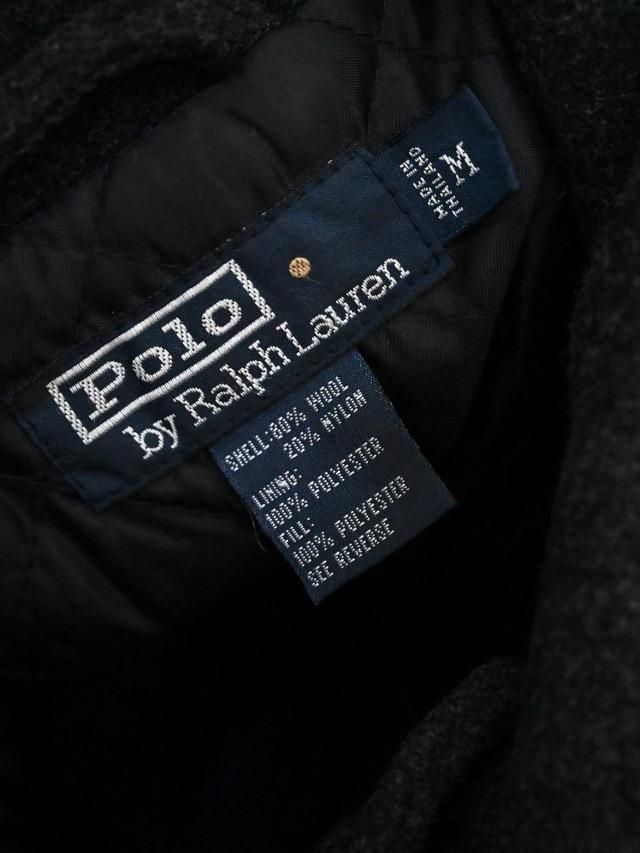 Polo
by Ralph Lauren
M
MADE IN
THAILAND
SHELL:80% WOOL
20% NYLON
LINING:
100% POLYESTER
FILL:
100% POLYESTER
SEE REVERSE